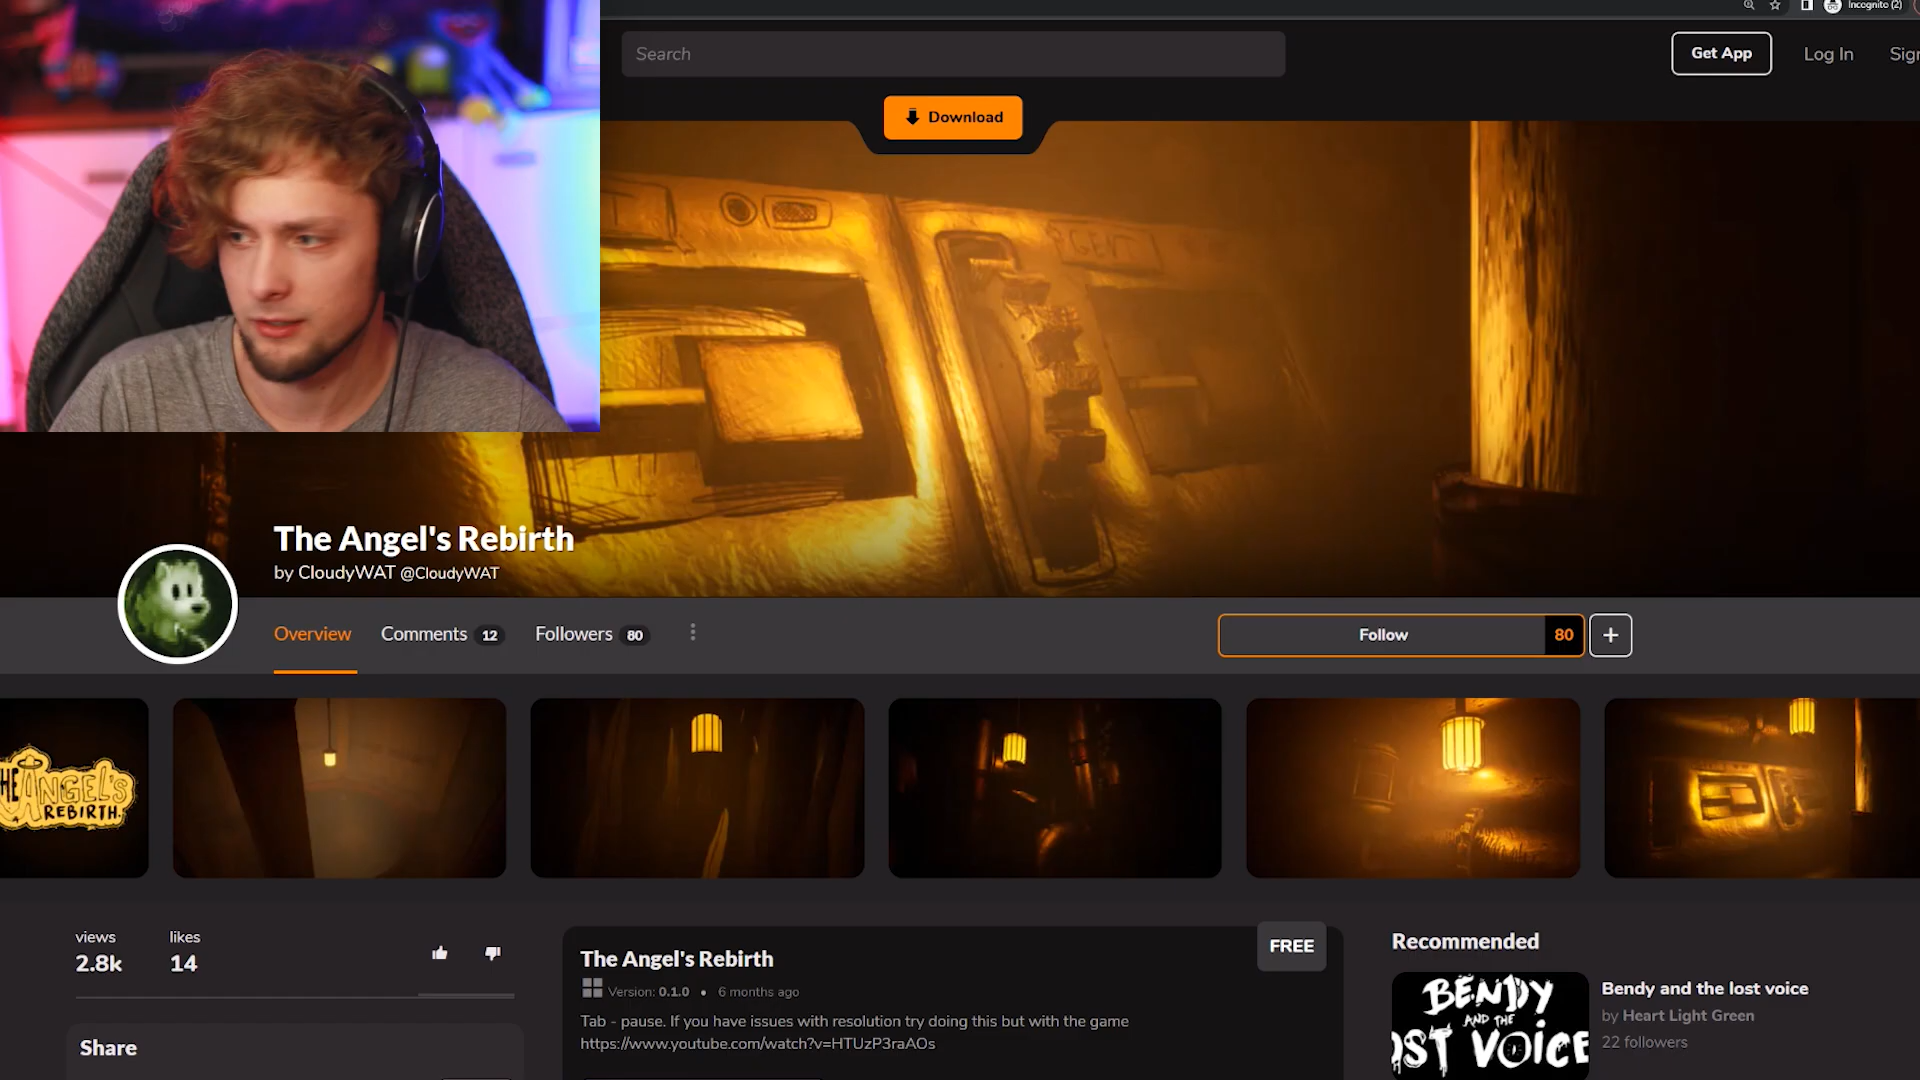 Incognito (2)
Search
Get App
Log In
Sign
Download
The Angel's Rebirth
by CloudyWAT @CloudyWAT
Overview
Comments 12
Followers 80
Follow 80
+
THE ANGEL'S
REBIRTH
views
2.8k
likes
14
The Angel's Rebirth
FREE
Version: 0.1.0 • 6 months ago
Tab - pause. If you have issues with resolution try doing this but with the game
https://www.youtube.com/watch?v=HTUzP3raAOs
Share
Recommended
BENDY
AND THE
LOST VOICE
Bendy and the lost voice
by Heart Light Green
22 followers